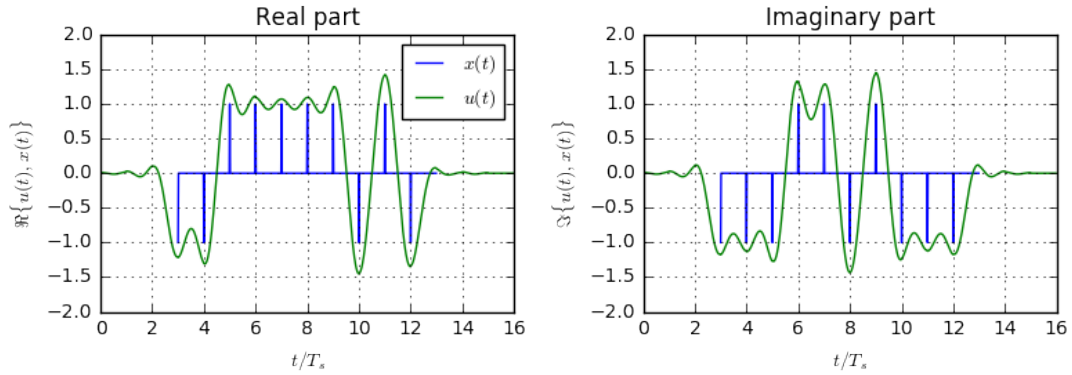 Real part
2.0
1.5
1.0
0.5
0.0
−0.5
−1.0
−1.5
−2.0
ℜ{u(t), x(t)}
x(t)
u(t)
0 2 4 6 8 10 12 14 16
t/T_s
Imaginary part
2.0
1.5
1.0
0.5
0.0
−0.5
−1.0
−1.5
−2.0
ℑ{u(t), x(t)}
0 2 4 6 8 10 12 14 16
t/T_s